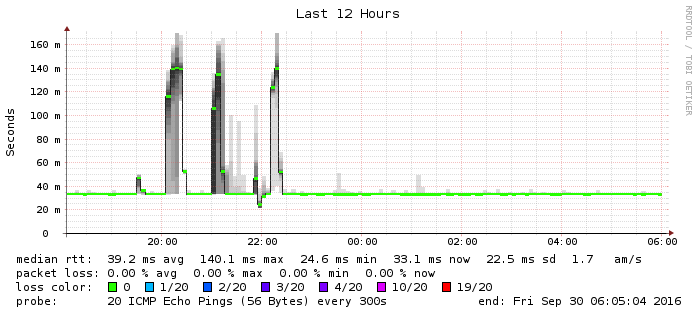 Last 12 Hours
RRDTOOL / TOBI OETIKER
Seconds
160 m
140 m
120 m
100 m
80 m
60 m
40 m
20 m
0
20:00 22:00 00:00 02:00 04:00 06:00
median rtt: 39.2 ms avg 140.1 ms max 24.6 ms min 33.1 ms now 22.5 ms sd 1.7 am/s
packet loss: 0.00 % avg 0.00 % max 0.00 % min 0.00 % now
loss color: 0 1/20 2/20 3/20 4/20 10/20 19/20
probe: 20 ICMP Echo Pings (56 Bytes) every 300s end: Fri Sep 30 06:05:04 2016